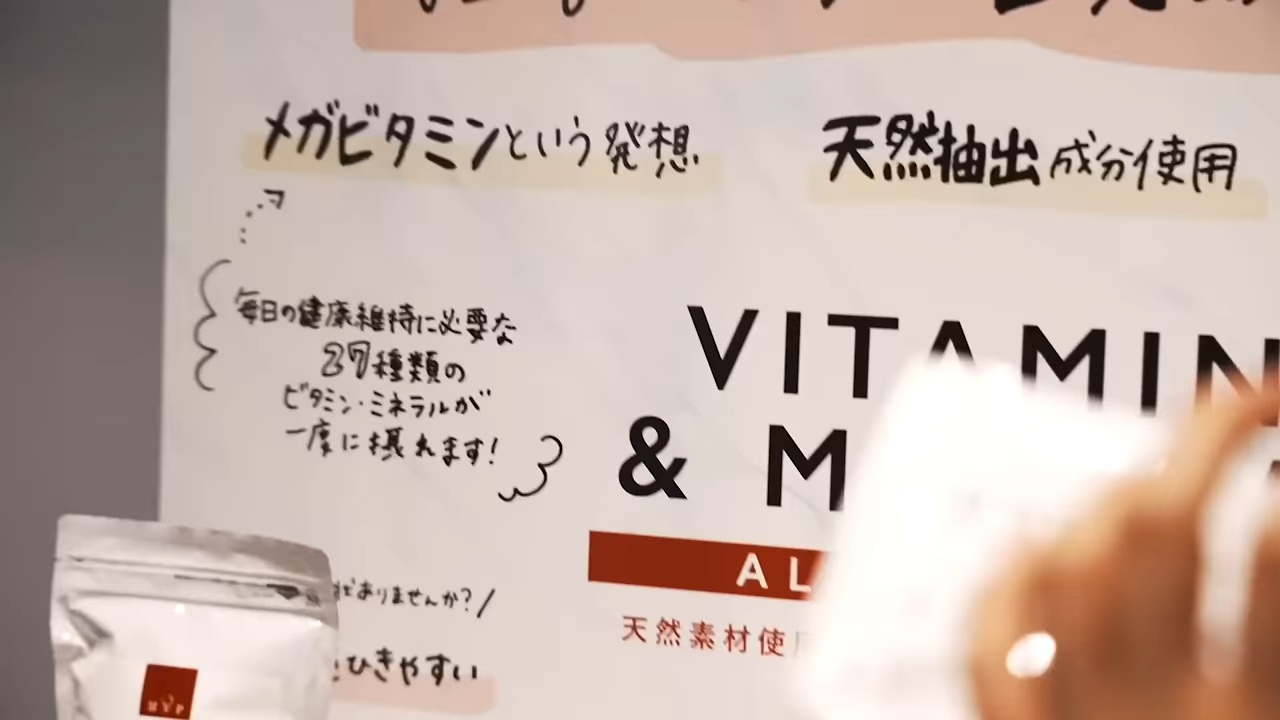 メガビタミンという発想
天然抽出成分使用
毎日の健康維持に必要な
27種類の
ビタミン・ミネラルが
一度に摂れます!
VITAMIN
& M
AL
天然素材使
ありませんか?/
ひきやすい
MVP